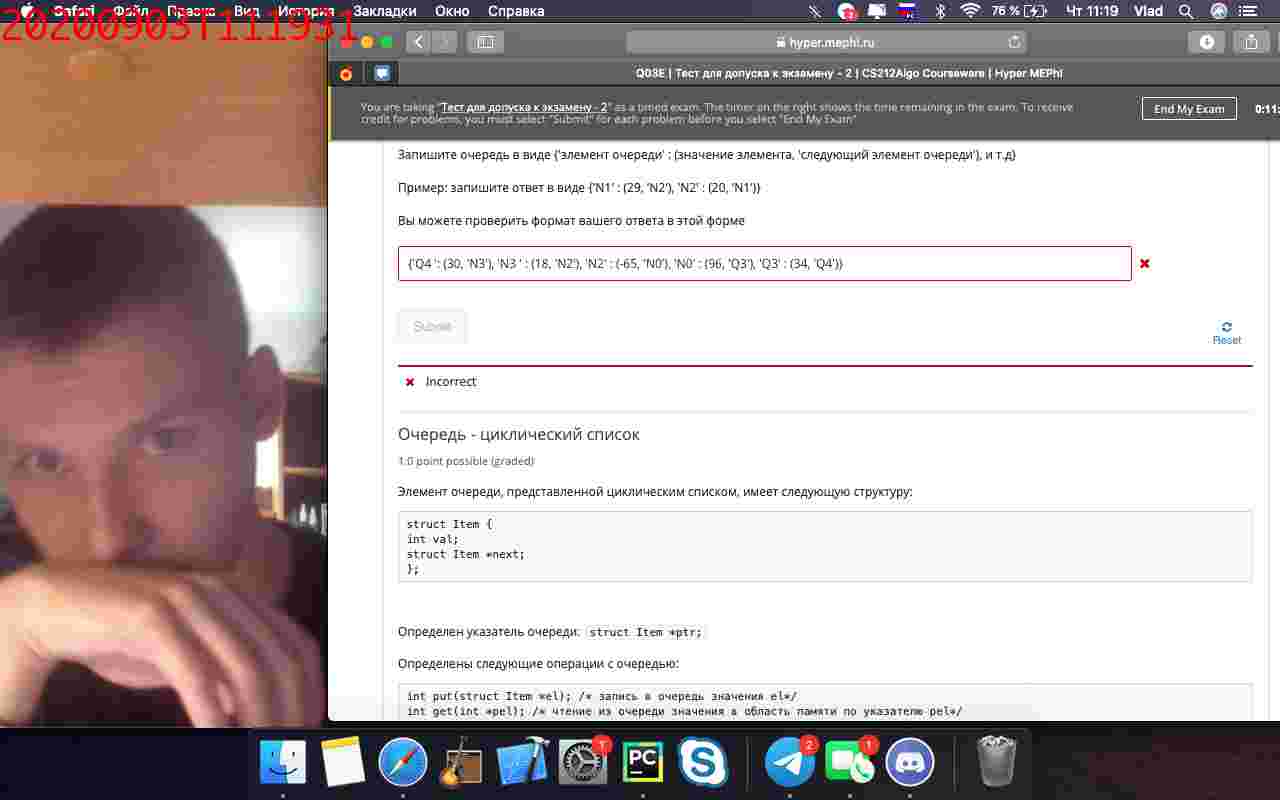 Safari Файл Правка Вид История Закладки Окно Справка 76 % Чт 11:19 Vlad
20200903T111931
hyper.mephi.ru
Q03E | Тест для допуска к экзамену - 2 | CS212Algo Courseware | Hyper MEPhI
You are taking "Тест для допуска к экзамену - 2" as a timed exam. The timer on the right shows the time remaining in the exam. To receive
credit for problems, you must select "Submit" for each problem before you select "End My Exam"
End My Exam
0:11:
Запишите очередь в виде {'элемент очереди' : (значение элемента, 'следующий элемент очереди'), и т.д}
Пример: запишите ответ в виде {'N1' : (29, 'N2'), 'N2' : (20, 'N1')}
Вы можете проверить формат вашего ответа в этой форме
{'Q4 ': (30, 'N3'), 'N3 ' : (18, 'N2'), 'N2' : (-65, 'N0'), 'N0' : (96, 'Q3'), 'Q3' : (34, 'Q4')}
Submit
Reset
Incorrect
Очередь - циклический список
1.0 point possible (graded)
Элемент очереди, представленной циклическим списком, имеет следующую структуру:
struct Item {
int val;
struct Item *next;
};
Определен указатель очереди: struct Item *ptr;
Определены следующие операции с очередью:
int put(struct Item *el); /* запись в очередь значения el*/
int get(int *pel); /* чтение из очереди значения в область памяти по указателю pel*/
1
PC
2
1